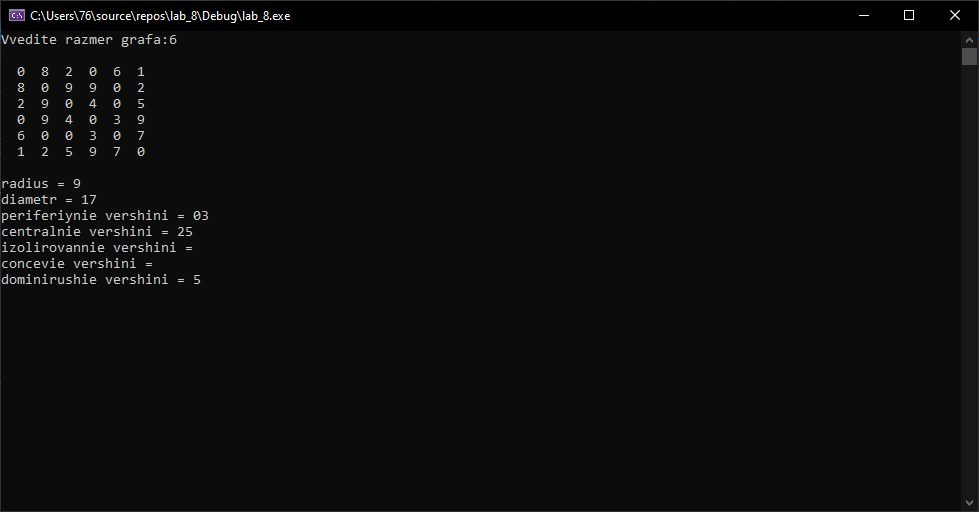 C:\Users\76\source\repos\lab_8\Debug\lab_8.exe
Vvedite razmer grafa:6
0 8 2 0 6 1
8 0 9 9 0 2
2 9 0 4 0 5
0 9 4 0 3 9
6 0 0 3 0 7
1 2 5 9 7 0
radius = 9
diametr = 17
periferiynie vershini = 03
centralnie vershini = 25
izolirovannie vershini =
concevie vershini =
dominirushie vershini = 5